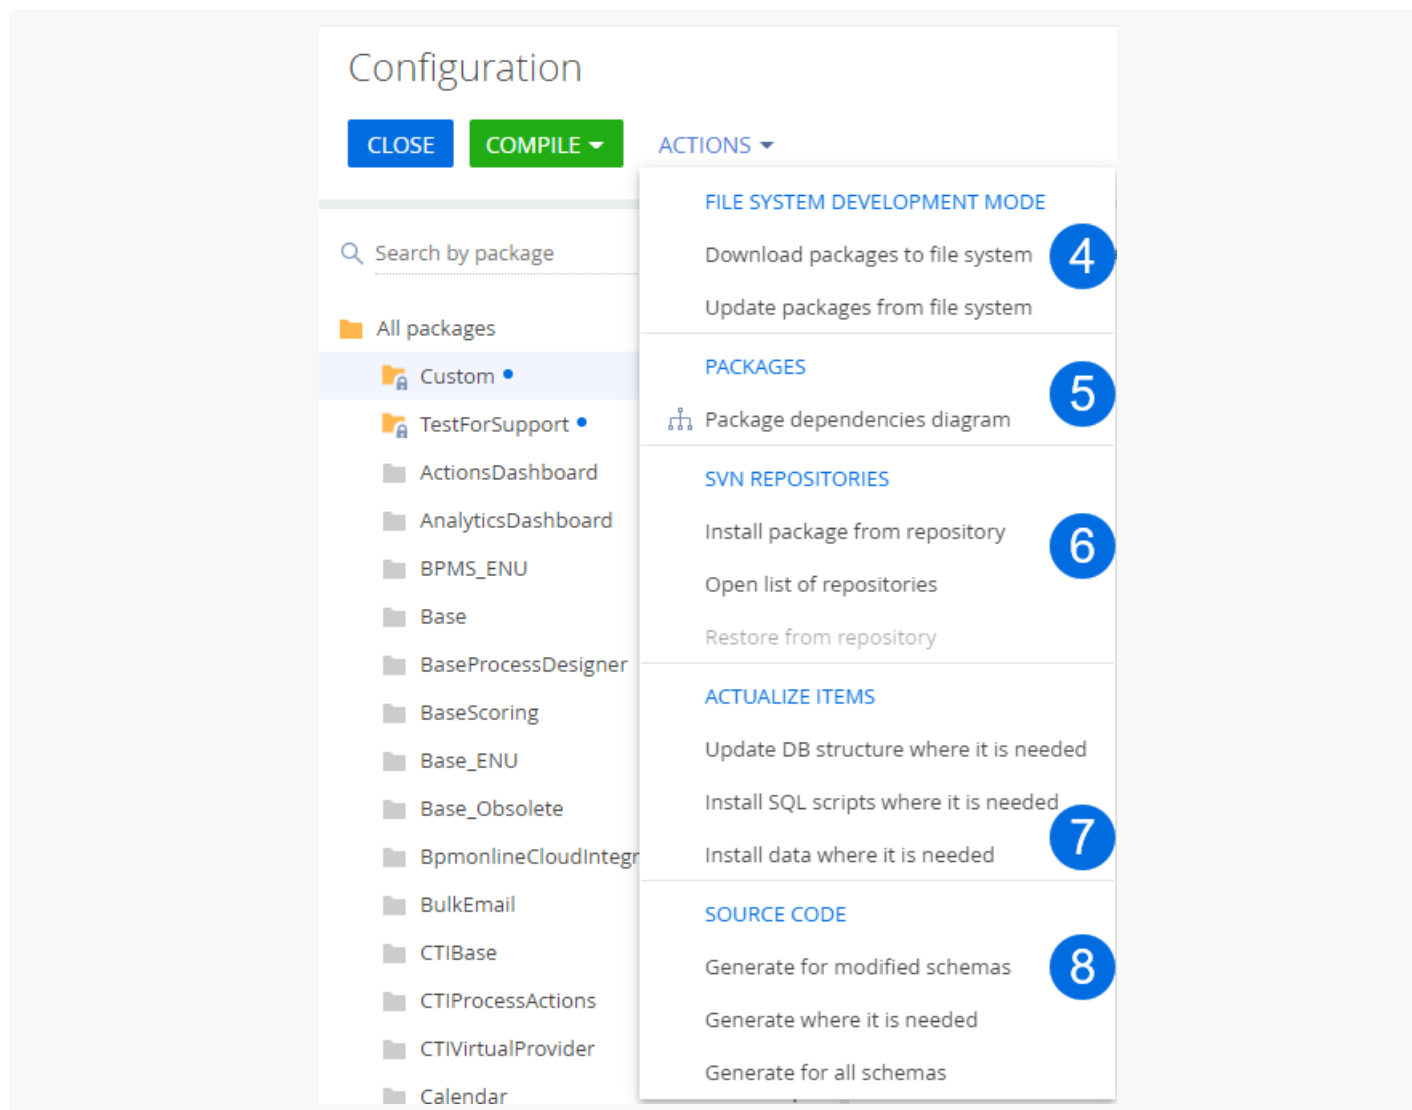 Configuration
CLOSE
COMPILE
ACTIONS
Search by package
All packages
Custom
TestForSupport
ActionsDashboard
AnalyticsDashboard
BPMS_ENU
Base
BaseProcessDesigner
BaseScoring
Base_ENU
Base_Obsolete
BpmonlineCloudIntegr
BulkEmail
CTIBase
CTIProcessActions
CTIVirtualProvider
Calendar
FILE SYSTEM DEVELOPMENT MODE
Download packages to file system
4
Update packages from file system
PACKAGES
5
Package dependencies diagram
SVN REPOSITORIES
Install package from repository
6
Open list of repositories
Restore from repository
ACTUALIZE ITEMS
Update DB structure where it is needed
Install SQL scripts where it is needed
7
Install data where it is needed
SOURCE CODE
Generate for modified schemas
8
Generate where it is needed
Generate for all schemas